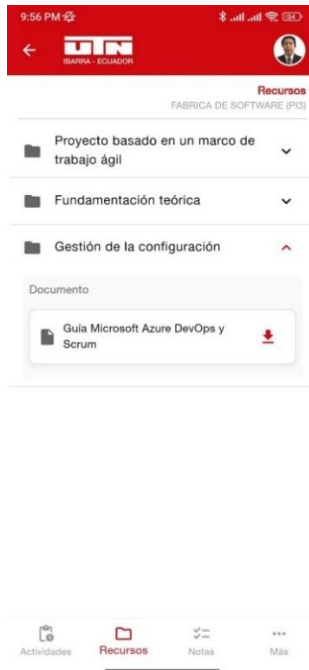 9:56 PM
34
UTN
IBARRA - ECUADOR
Recursos
FABRICA DE SOFTWARE (PI3)
Proyecto basado en un marco de
trabajo ágil
Fundamentación teórica
Gestión de la configuración
Documento
Guía Microsoft Azure DevOps y
Scrum
Actividades
Recursos
Notas
Más